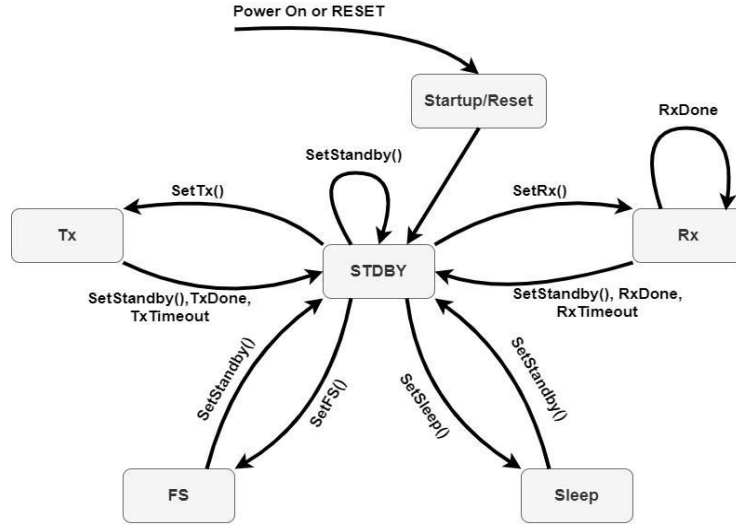 Power On or RESET
Startup/Reset
RxDone
SetStandby()
SetTx()
SetRx()
Tx
Rx
STDBY
SetStandby(),TxDone,
TxTimeout
SetStandby(), RxDone,
RxTimeout
SetStandby()
SetFS()
SetSleep()
SetStandby()
FS
Sleep